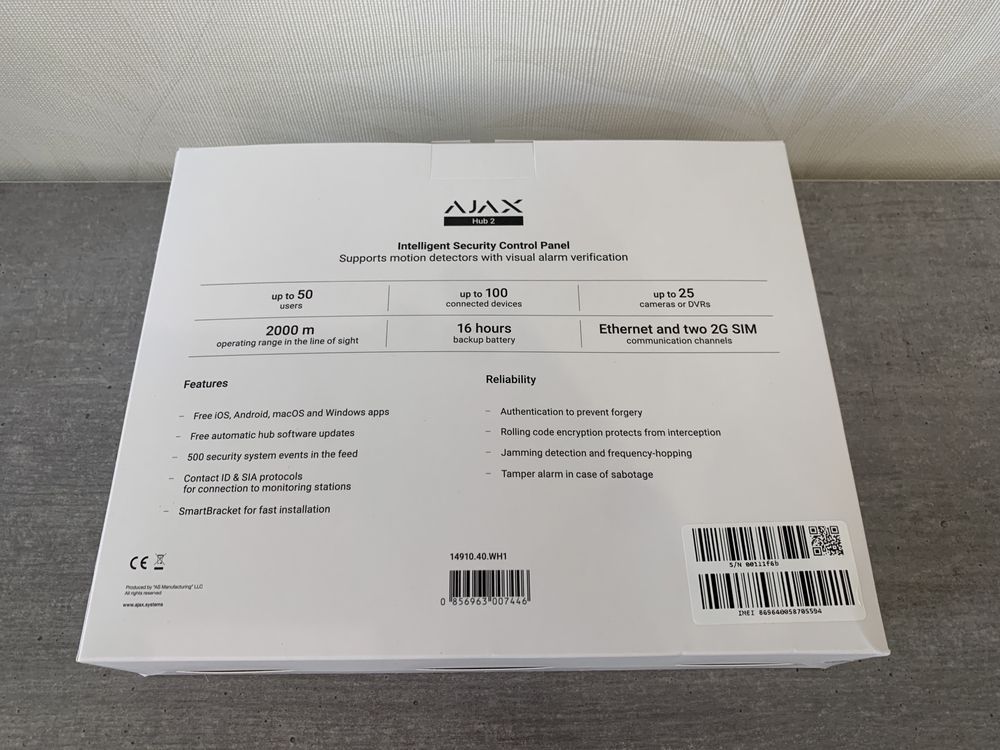 AJAX
Hub 2
Intelligent Security Control Panel
Supports motion detectors with visual alarm verification
up to 50
users
up to 100
connected devices
up to 25
cameras or DVRs
2000 m
operating range in the line of sight
16 hours
backup battery
Ethernet and two 2G SIM
communication channels
Features
– Free iOS, Android, macOS and Windows apps
– Free automatic hub software updates
– 500 security system events in the feed
– Contact ID & SIA protocols
for connection to monitoring stations
– SmartBracket for fast installation
Reliability
– Authentication to prevent forgery
– Rolling code encryption protects from interception
– Jamming detection and frequency-hopping
– Tamper alarm in case of sabotage
CE
Produced by "AS Manufacturing" LLC
All rights reserved
www.ajax.systems
14910.40.WH1
0 856963 007446
S/N 00111f6b
IMEI 869640058705594